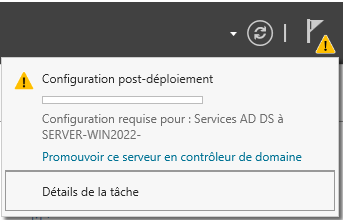 Configuration post-déploiement
Configuration requise pour : Services AD DS à
SERVER-WIN2022-
Promouvoir ce serveur en contrôleur de domaine
Détails de la tâche